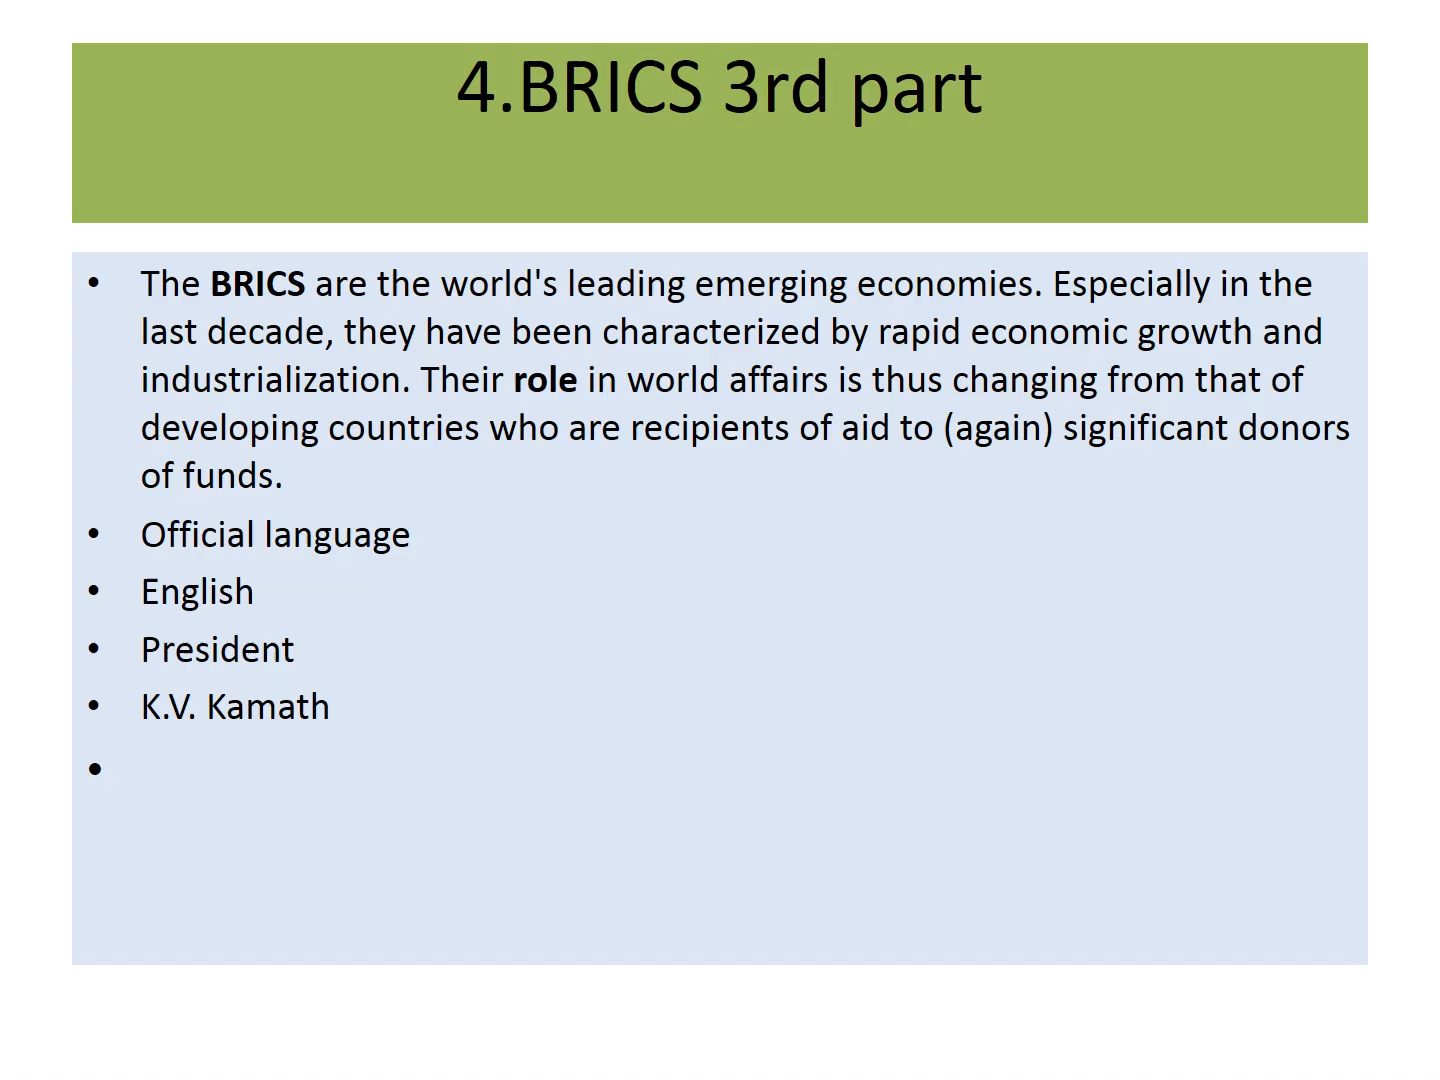 4.BRICS 3rd part
• The BRICS are the world's leading emerging economies. Especially in the
last decade, they have been characterized by rapid economic growth and
industrialization. Their role in world affairs is thus changing from that of
developing countries who are recipients of aid to (again) significant donors
of funds.
• Official language
• English
• President
• K.V. Kamath
•